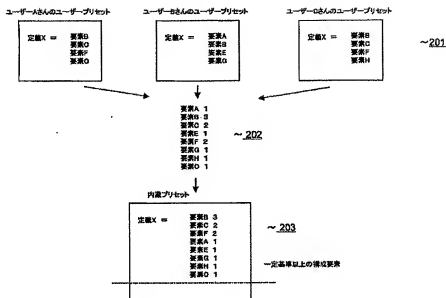 ユーザーAさんのユーザープリセット
定義X = 要素B
要素C
要素F
要素D
ユーザーBさんのユーザープリセット
定義X = 要素A
要素B
要素E
要素G
ユーザーCさんのユーザープリセット
定義X = 要素B
要素C
要素F
要素H
～201
要素A 1
要素B 3
要素C 2
要素E 1
要素F 2
要素G 1
要素H 1
要素D 1
～202
内蔵プリセット
定義X = 要素B 3
要素C 2
要素F 2
要素A 1
要素E 1
要素G 1
要素H 1
要素D 1
～203
一定基準以上の構成要素